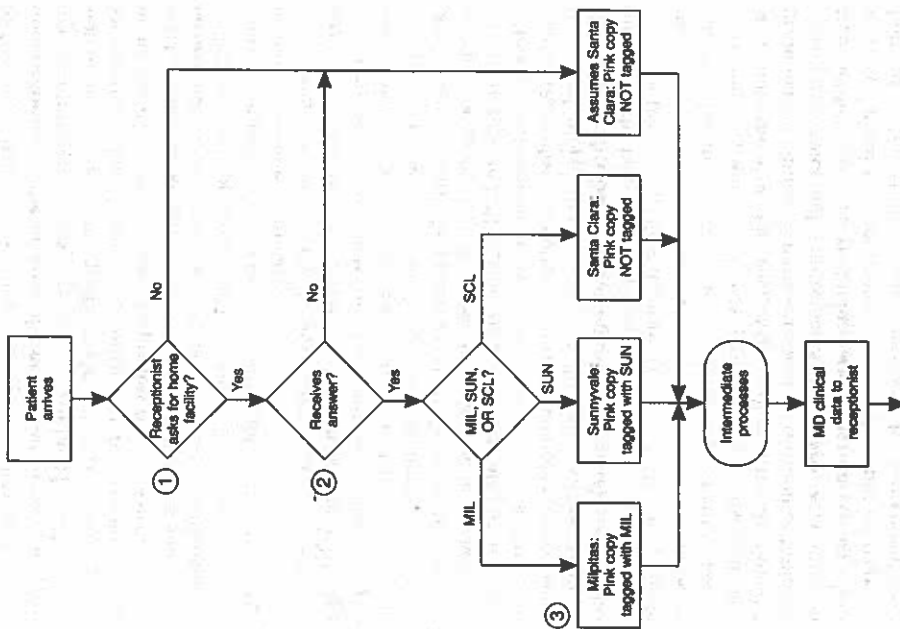 Patient
arrives
1
Receptionist
asks for home
facility?
No
Yes
2
Receives
answer?
No
Yes
MIL, SUN,
OR SCL?
MIL
SUN
SCL
3
Milpitas:
Pink copy
tagged with MIL
Sunnyvale:
Pink copy
tagged with SUN
Santa Clara:
Pink copy
NOT tagged
Assumes Santa
Clara: Pink copy
NOT tagged
Intermediate
processes
MD clinical
data to
receptionist